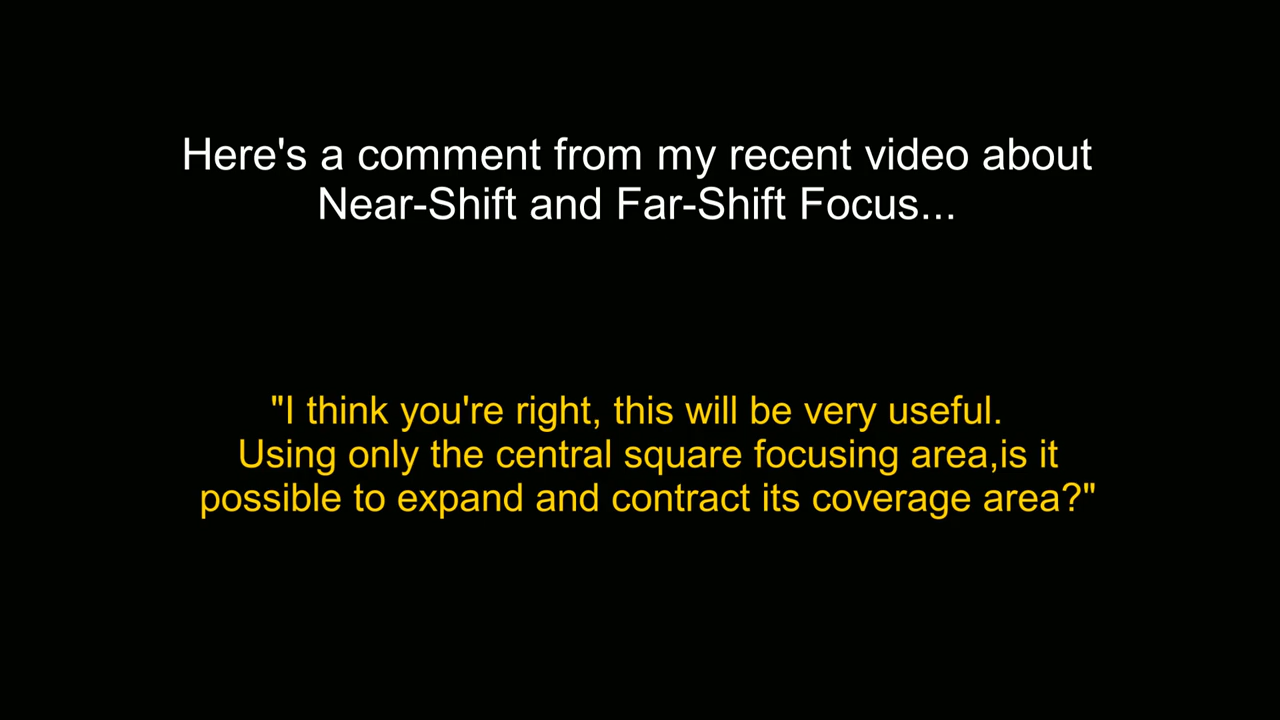 Here's a comment from my recent video about
Near-Shift and Far-Shift Focus...
"I think you're right, this will be very useful.
Using only the central square focusing area,is it
possible to expand and contract its coverage area?"